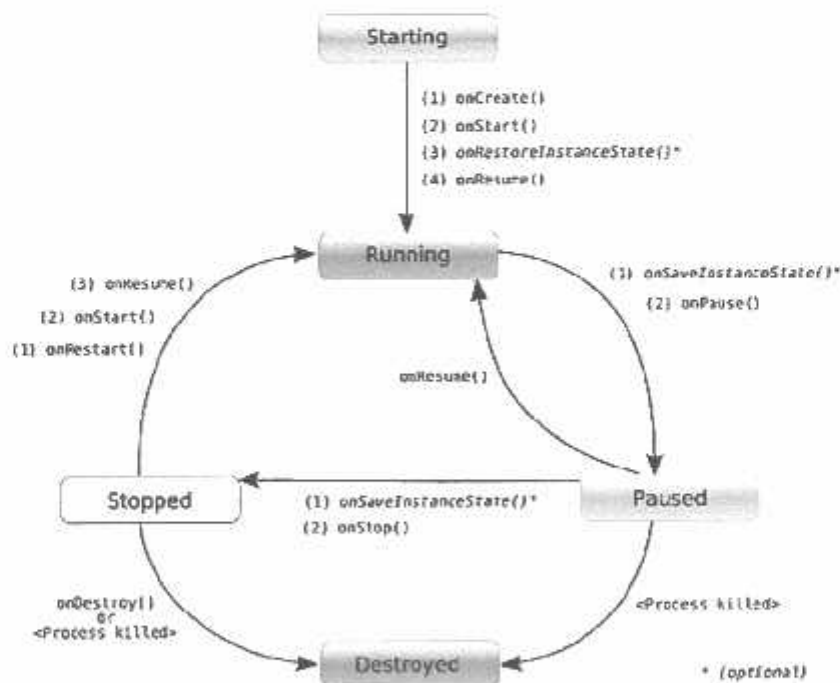 Starting
(1) onCreate()
(2) onStart()
(3) onRestoreInstanceState()*
(4) onResume()
Running
(3) onResume()
(2) onStart()
(1) onRestart()
(1) onSaveInstanceState()*
(2) onPause()
onResume()
Stopped
(1) onSaveInstanceState()*
(2) onStop()
Paused
onDestroy()
or
<Process killed>
<Process killed>
Destroyed
* (optional)